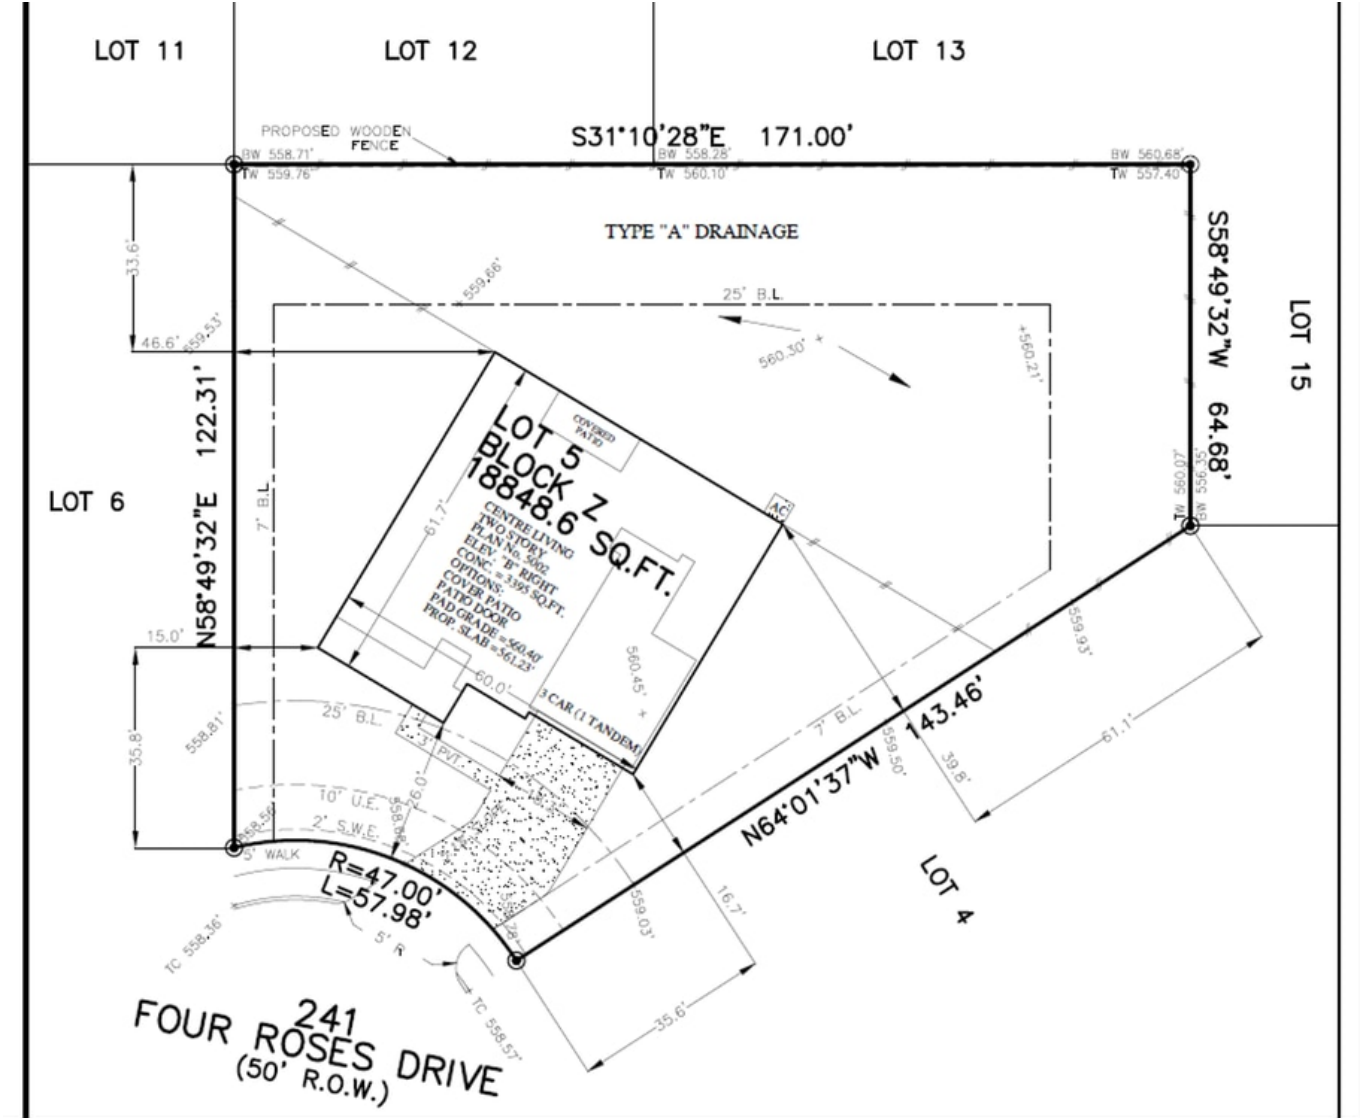 LOT 11
LOT 12
LOT 13
PROPOSED WOODEN
FENCE
S31°10'28"E 171.00'
BW 558.71'
TW 559.76'
BW 558.28'
TW 560.10'
BW 560.68'
TW 557.40'
TYPE "A" DRAINAGE
33.6'
559.66'
25' B.L.
560.30'
560.21'
S58°49'32"W 64.68'
LOT 15
46.6'
559.53'
N58°49'32"E 122.31'
LOT 6
7' B.L.
COVERED
PATIO
AC
61.7'
LOT 5
BLOCK Z
18848.6 SQ.FT.
CENTRE LIVING
TWO STORY
PLAN No. 5002
ELEV. "B" RIGHT
CONC. = 3395 SQ.FT.
OPTIONS:
COVER PATIO
PATIO DOOR
PAD GRADE =560.40'
PROP. SLAB =561.23'
TW 560.07'
BW 556.35'
15.0'
60.0'
560.45'
3 CAR (1 TANDEM)
559.93'
7' B.L.
N64°01'37"W 143.46'
61.1'
559.50'
39.8'
35.8'
558.81'
25' B.L.
3' PVT.
26.0'
10' U.E.
2' S.W.E.
558.56'
5' WALK
R=47.00'
L=57.98'
559.03'
16.7'
LOT 4
TC 558.36'
5' R
TC 558.57'
35.6'
241
FOUR ROSES DRIVE
(50' R.O.W.)